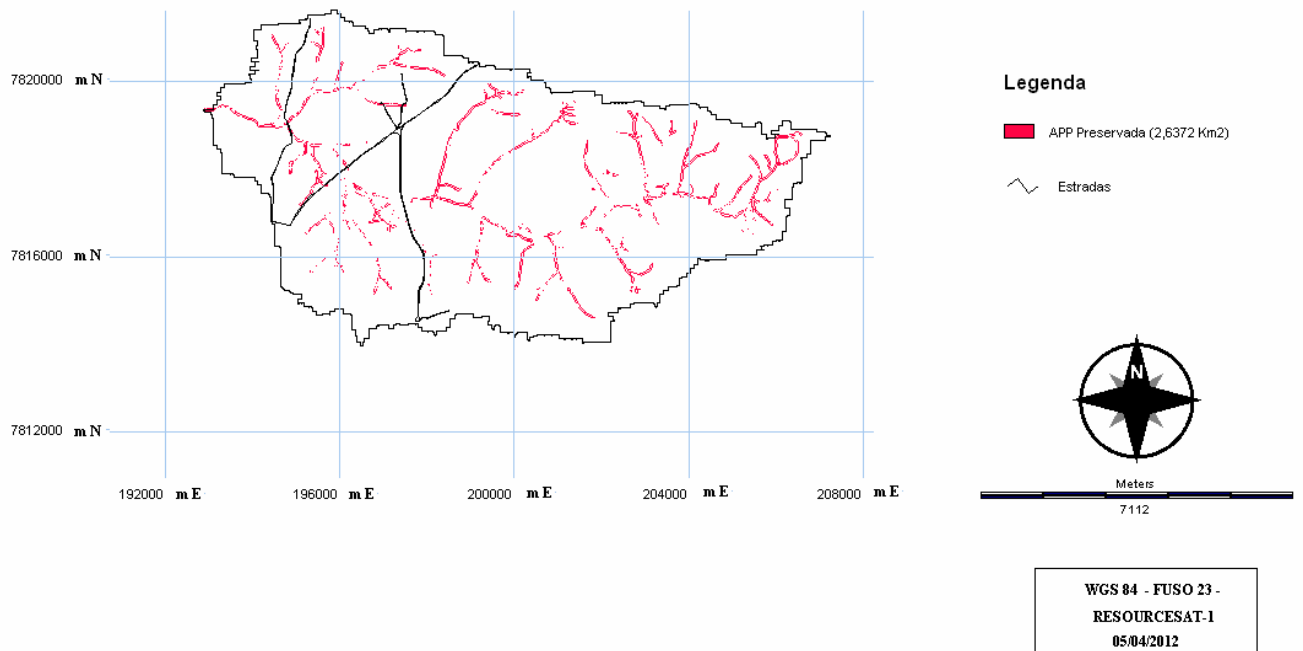 7820000 m N
7816000 m N
7812000 m N
192000 m E
196000 m E
200000 m E
204000 m E
208000 m E
Legenda
APP Preservada (2,6372 Km2)
Estradas
N
Meters
7112
WGS 84 - FUSO 23 -
RESOURCESAT-1
05/04/2012